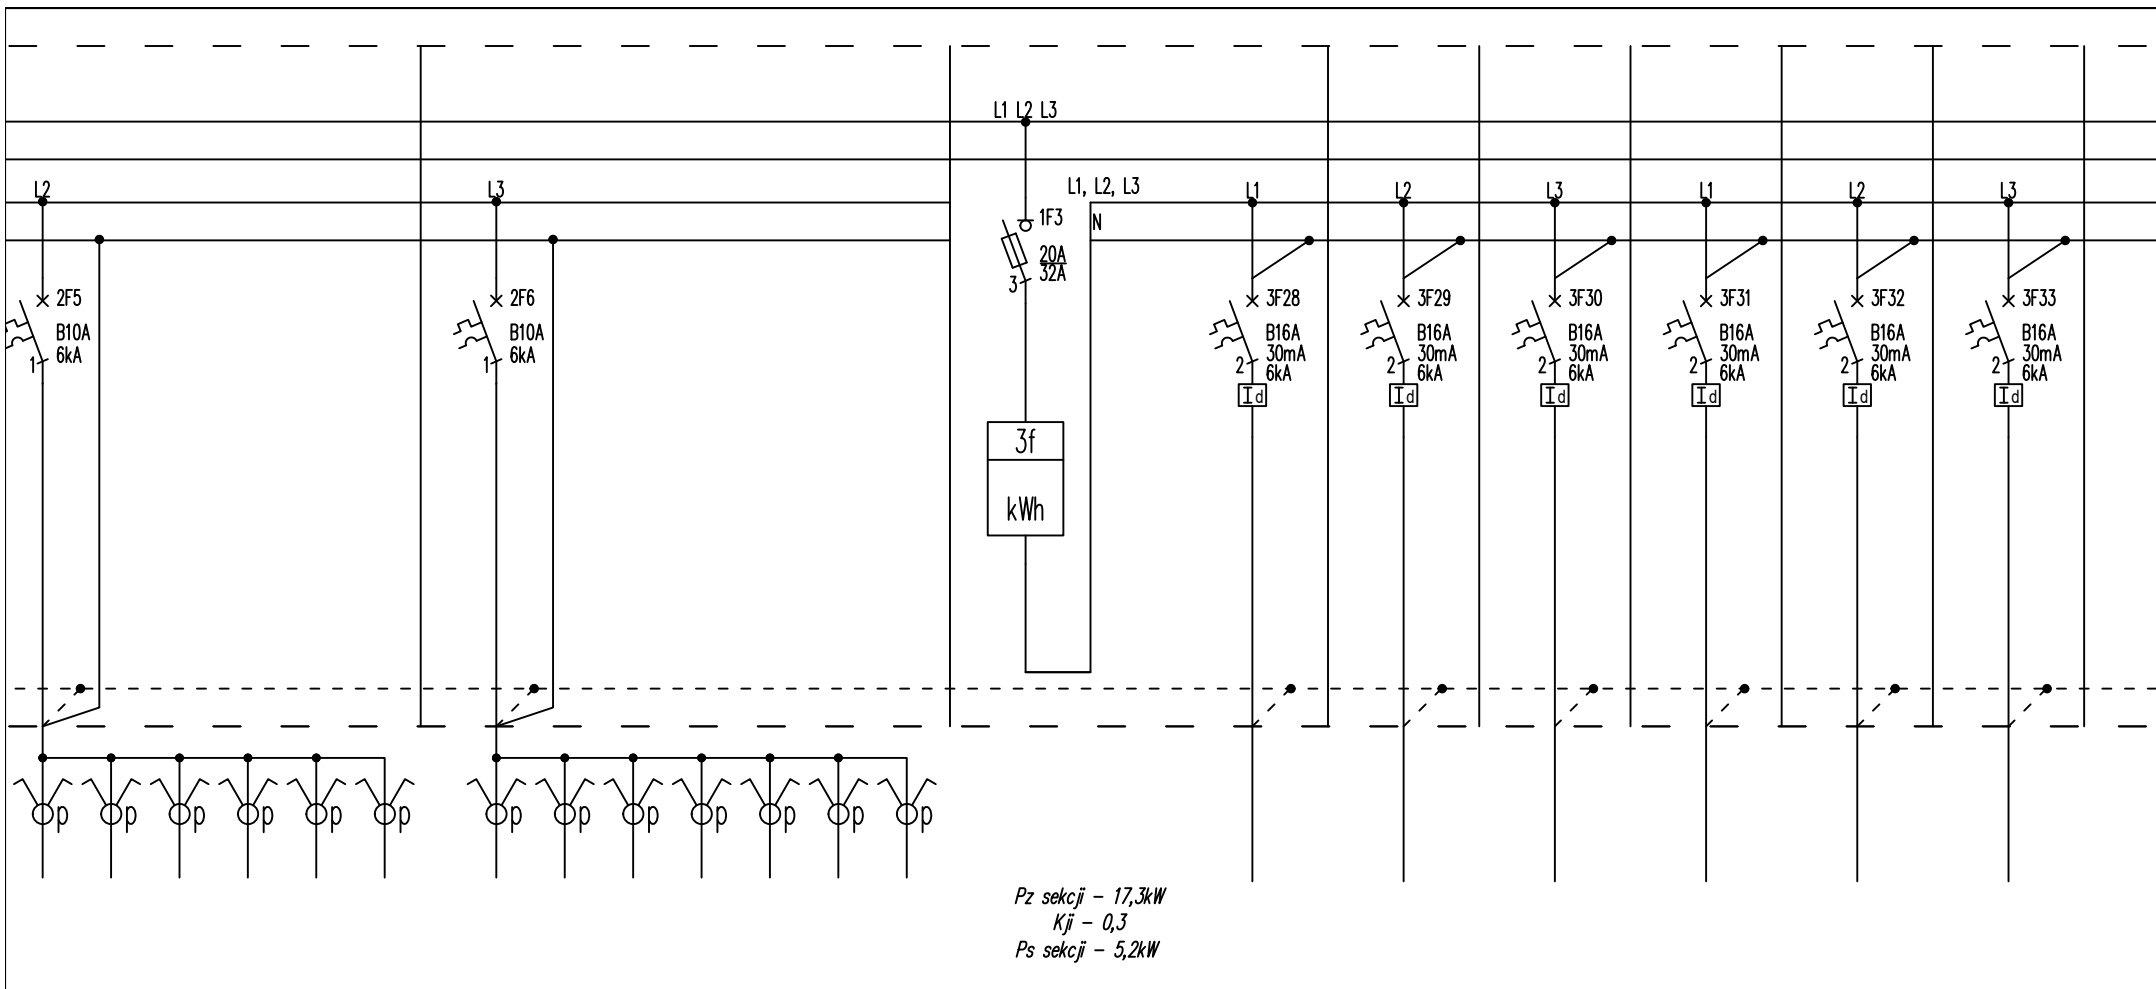 L1 L2 L3
L2
L3
L1, L2, L3
L1
L2
L3
L1
L2
L3
N
1F3
20A
32A
3
2F5
B10A
6kA
1
2F6
B10A
6kA
1
3F28
B16A
30mA
6kA
2
Id
3F29
B16A
30mA
6kA
2
Id
3F30
B16A
30mA
6kA
2
Id
3F31
B16A
30mA
6kA
2
Id
3F32
B16A
30mA
6kA
2
Id
3F33
B16A
30mA
6kA
2
Id
3f
kWh
p p p p p p
p p p p p p p
Pz sekcji – 17,3kW
Kji – 0,3
Ps sekcji – 5,2kW